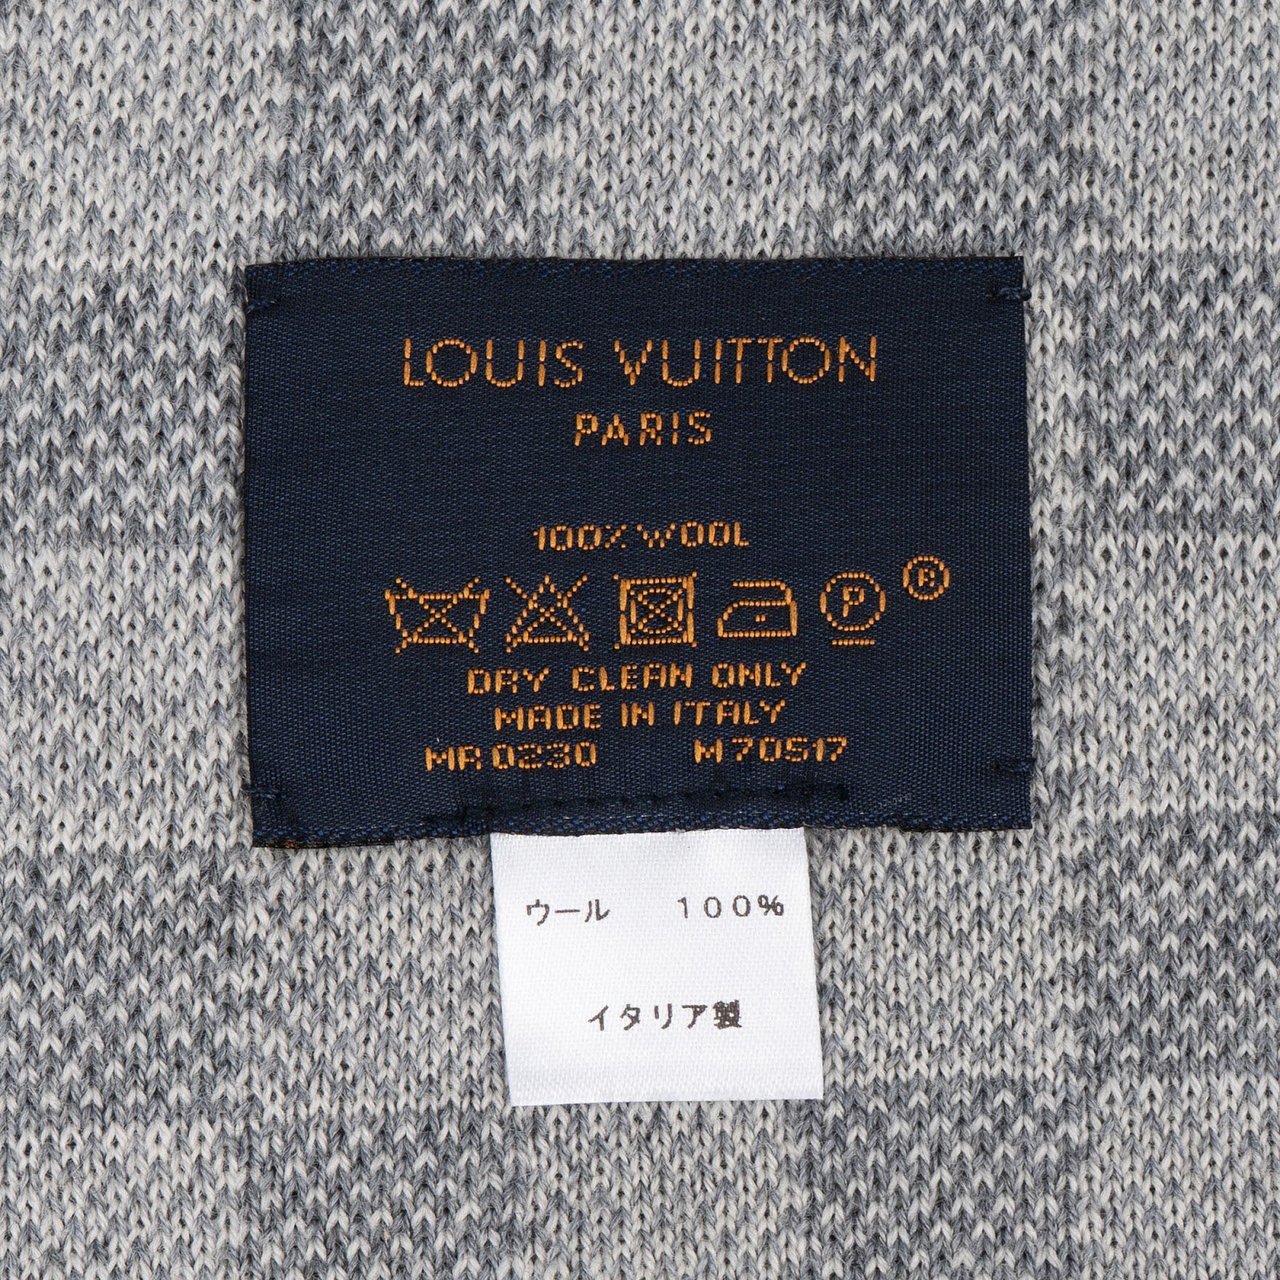 LOUIS VUITTON
PARIS
100% WOOL
P ®
DRY CLEAN ONLY
MADE IN ITALY
MR0230 M70517
ウール 100%
イタリア製